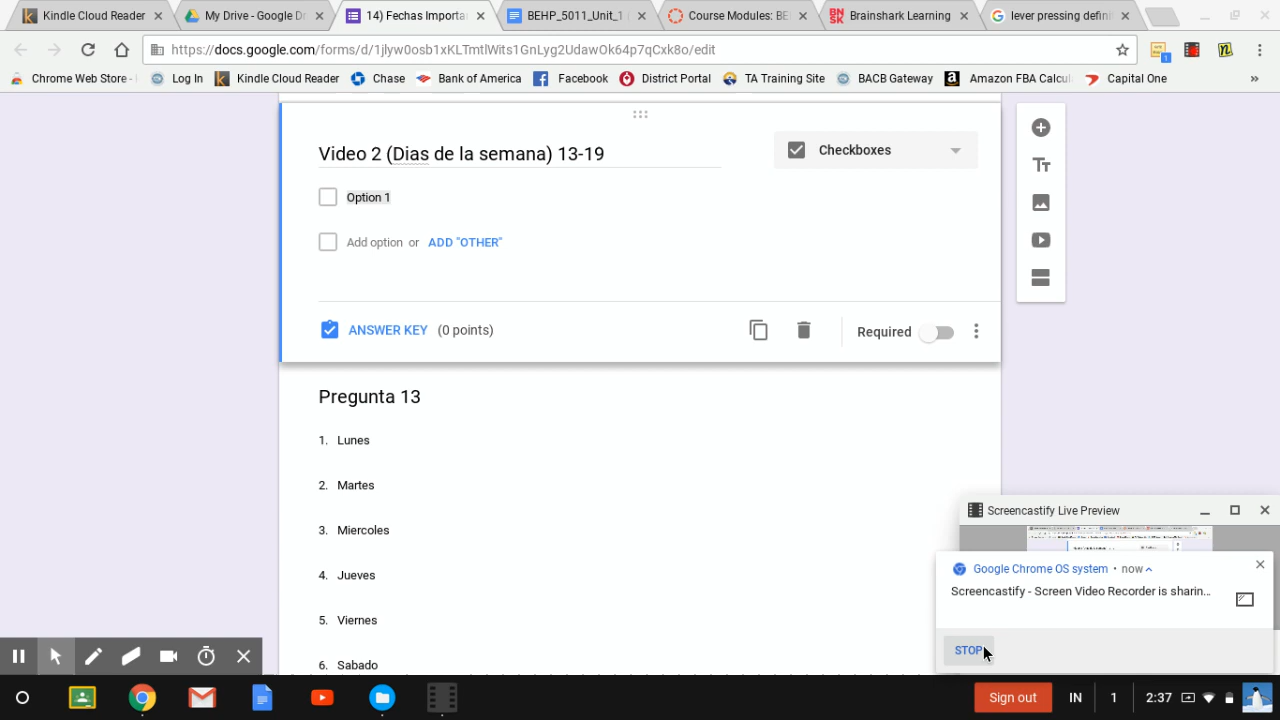 Kindle Cloud Reader
My Drive - Google D
14) Fechas Importa
BEHP_5011_Unit_1
Course Modules: BE
BN
SK
Brainshark Learning
lever pressing defini
https://docs.google.com/forms/d/1jlyw0osb1xKLTmtlWits1GnLyg2UdawOk64p7qCxk8o/edit
1
Chrome Web Store -
Log In
Kindle Cloud Reader
Chase
Bank of America
Facebook
District Portal
TA Training Site
BACB Gateway
Amazon FBA Calcu
Capital One
»
Video 2 (Dias de la semana) 13-19
Checkboxes
Option 1
Add option or ADD "OTHER"
ANSWER KEY (0 points)
Required
Pregunta 13
1. Lunes
2. Martes
3. Miercoles
4. Jueves
5. Viernes
6. Sabado
Screencastify Live Preview
Google Chrome OS system • now
Screencastify - Screen Video Recorder is sharin...
STOP
Sign out
IN
1
2:37